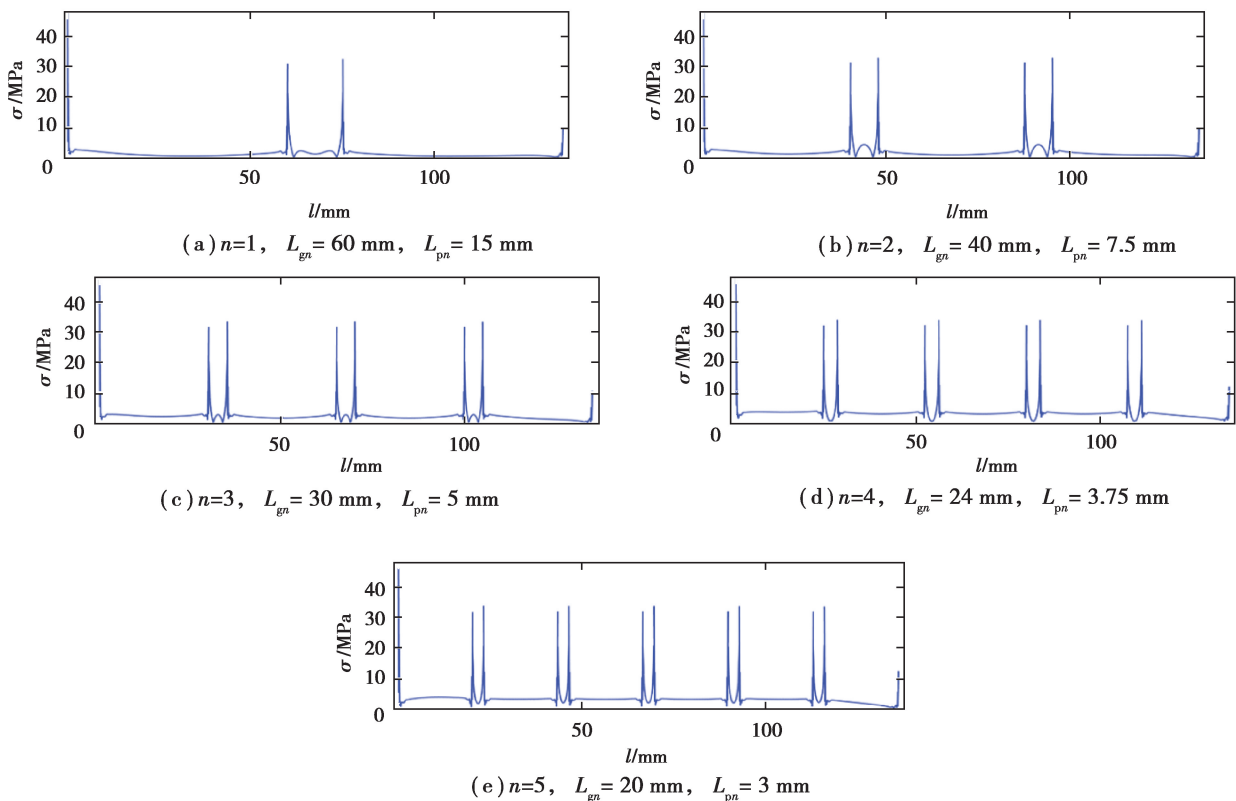 40
30
20
10
0
σ/MPa
50
100
l/mm
(a) n=1, Lgn= 60 mm, Lpn= 15 mm
40
30
20
10
0
σ/MPa
50
100
l/mm
(b) n=2, Lgn= 40 mm, Lpn= 7.5 mm
40
30
20
10
0
σ/MPa
50
100
l/mm
(c) n=3, Lgn= 30 mm, Lpn= 5 mm
40
30
20
10
0
σ/MPa
50
100
l/mm
(d) n=4, Lgn= 24 mm, Lpn= 3.75 mm
40
30
20
10
0
σ/MPa
50
100
l/mm
(e) n=5, Lgn= 20 mm, Lpn= 3 mm